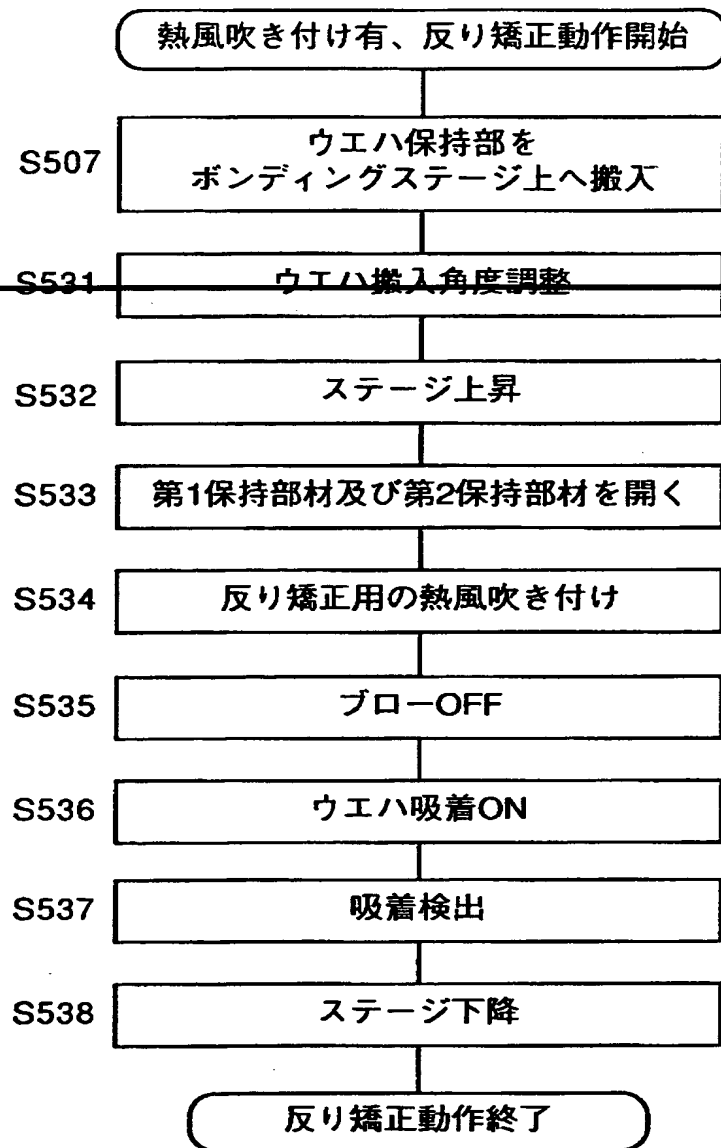 熱風吹き付け有、反り矯正動作開始
S507
ウエハ保持部を
ボンディングステージ上へ搬入
S531
ウエハ搬入角度調整
S532
ステージ上昇
S533
第1保持部材及び第2保持部材を開く
S534
反り矯正用の熱風吹き付け
S535
ブローOFF
S536
ウエハ吸着ON
S537
吸着検出
S538
ステージ下降
反り矯正動作終了